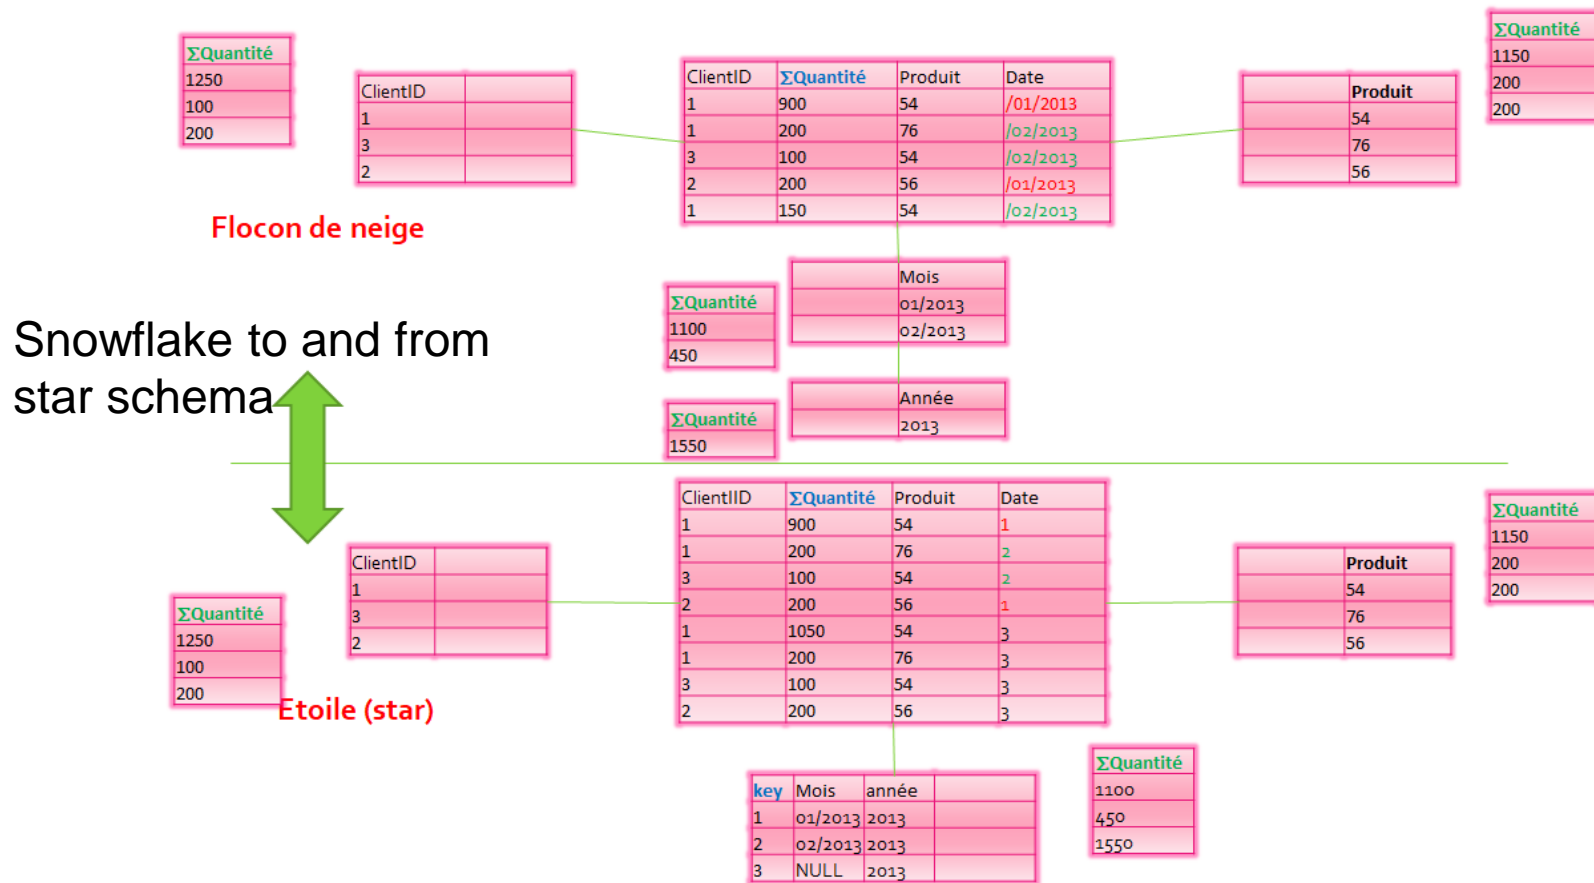 ΣQuantité
1250
100
200
ClientID
1
3
2
ClientID ΣQuantité Produit Date
1 900 54 /01/2013
1 200 76 /02/2013
3 100 54 /02/2013
2 200 56 /01/2013
1 150 54 /02/2013
Produit
54
76
56
ΣQuantité
1150
200
200
Flocon de neige
Mois
01/2013
02/2013
ΣQuantité
1100
450
Année
2013
ΣQuantité
1550
Snowflake to and from
star schema
ClientIID ΣQuantité Produit Date
1 900 54 1
1 200 76 2
3 100 54 2
2 200 56 1
1 1050 54 3
1 200 76 3
3 100 54 3
2 200 56 3
ClientID
1
3
2
ΣQuantité
1250
100
200
Produit
54
76
56
ΣQuantité
1150
200
200
Etoile (star)
key Mois année
1 01/2013 2013
2 02/2013 2013
3 NULL 2013
ΣQuantité
1100
450
1550